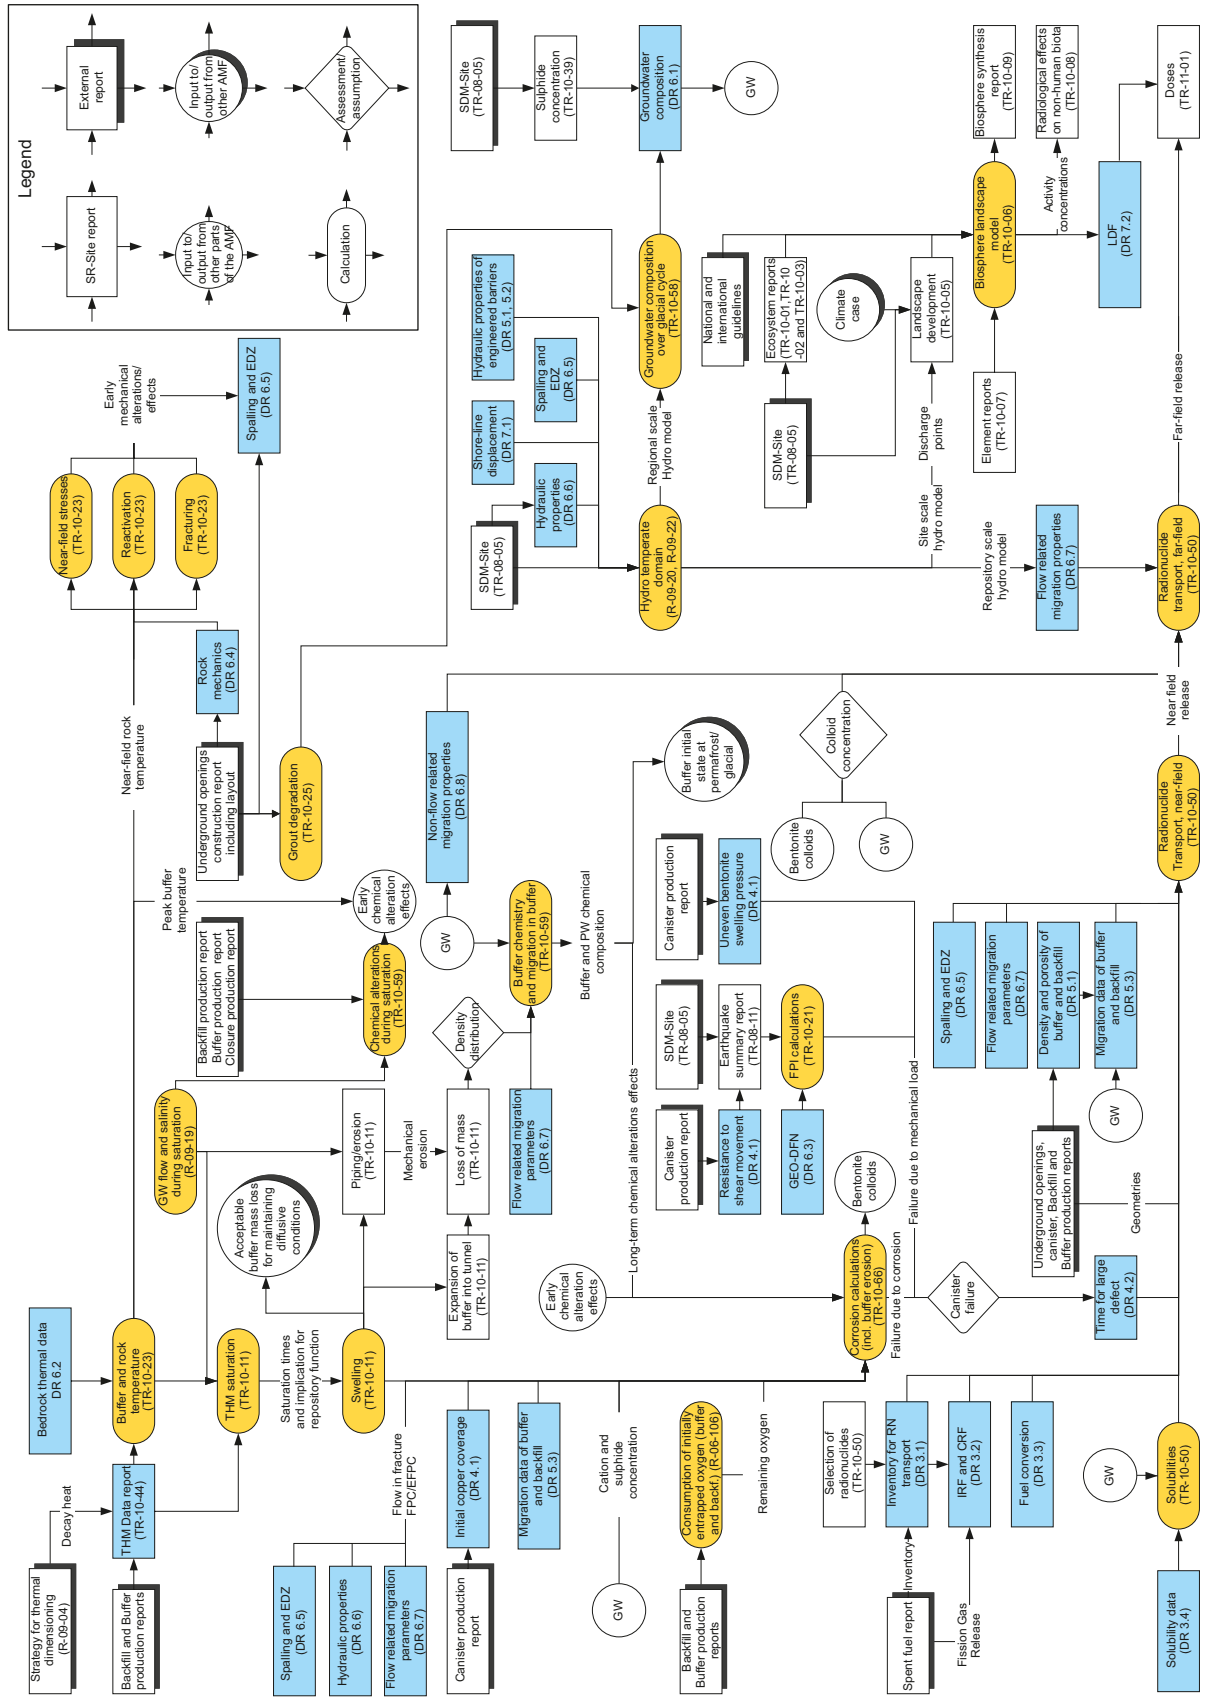 Legend
SR-Site report
External
report
Input to/
output from
other parts
of the AMF
Input to/
output from
other AMF
Calculation
Assessment/
assumption
Strategy for thermal
dimensioning
(R-09-04)
Decay heat
Backfill and Buffer
production reports
THM Data report
(TR-10-44)
Bedrock thermal data
DR 6.2
Buffer and rock
temperature
(TR-10-23)
THM saturation
(TR-10-11)
Saturation times
and implication for
repository function
Swelling
(TR-10-11)
GW flow and salinity
during saturation
(R-09-19)
Acceptable
buffer mass loss
for maintaining
diffusive
conditions
Piping/erosion
(TR-10-11)
Mechanical
erosion
Expansion of
buffer into tunnel
(TR-10-11)
Loss of mass
(TR-10-11)
Density
distribution
Flow related migration
parameters
(DR 6.7)
Backfill production report
Buffer production report
Closure production report
Chemical alterations
during saturation
(TR-10-59)
Peak buffer
temperature
Early
chemical
alteration
effects
Near-field rock
temperature
Underground openings
construction report
including layout
Rock
mechanics
(DR 6.4)
Grout degradation
(TR-10-25)
Near-field stresses
(TR-10-23)
Reactivation
(TR-10-23)
Fracturing
(TR-10-23)
Early
mechanical
alterations/
effects
Spalling and EDZ
(DR 6.5)
GW
Non-flow related
migration properties
(DR 6.8)
Buffer chemistry
and migration in buffer
(TR-10-59)
Buffer and PW chemical
composition
Buffer initial
state at
permafrost/
glacial
Long-term chemical alterations effects
Spalling and EDZ
(DR 6.5)
Hydraulic properties
(DR 6.6)
Flow related migration
parameters
(DR 6.7)
Flow in fracture
FPC/EFPC
Canister production
report
Initial copper coverage
(DR 4.1)
Migration data of buffer
and backfill
(DR 5.3)
GW
Cation and
sulphide
concentration
Backfill and
Buffer production
reports
Consumption of initially
entrapped oxygen (buffer
and backf.) (R-06-106)
Remaining oxygen
Early
chemical
alteration
effects
Corrosion calculations
(incl. buffer erosion)
(TR-10-66)
Bentonite
colloids
Failure due to corrosion
Canister
production report
Resistance to
shear movement
(DR 4.1)
SDM-Site
(TR-08-05)
Earthquake
summary report
(TR-08-11)
GEO-DFN
(DR 6.3)
FPI calculations
(TR-10-21)
Canister production
report
Uneven bentonite
swelling pressure
(DR 4.1)
Failure due to mechanical load
Canister
failure
Time for large
defect
(DR 4.2)
Bentonite
colloids
GW
Colloid
concentration
Selection of
radionuclides
(TR-10-50)
Spent fuel report
Inventory
Inventory for RN
transport
(DR 3.1)
Fission Gas
Release
IRF and CRF
(DR 3.2)
Fuel conversion
(DR 3.3)
GW
Solubility data
(DR 3.4)
Solubilities
(TR-10-50)
Underground openings,
canister, Backfill and
Buffer production reports
Geometries
Spalling and EDZ
(DR 6.5)
Flow related migration
parameters
(DR 6.7)
Density and porosity of
buffer and backfill
(DR 5.1)
GW
Migration data of buffer
and backfill
(DR 5.3)
Radionuclide
Transport, near-field
(TR-10-50)
Near field
release
SDM-Site
(TR-08-05)
Shore-line
displacement
(DR 7.1)
Hydraulic
properties
(DR 6.6)
Hydraulic properties of
engineered barriers
(DR 5.1, 5.2)
Spalling and
EDZ
(DR 6.5)
Hydro temperate
domain
(R-09-20, R-09-22)
Regional scale
Hydro model
Groundwater composition
over glacial cycle
(TR-10-58)
SDM-Site
(TR-08-05)
Sulphide
concentration
(TR-10-39)
Groundwater
composition
(DR 6.1)
GW
National and
international
guidelines
SDM-Site
(TR-08-05)
Ecosystem reports
(TR-10-01,TR-10
-02 and TR-10-03)
Climate
case
Landscape
development
(TR-10-05)
Site scale
hydro model
Discharge
points
Element reports
(TR-10-07)
Biosphere landscape
model
(TR-10-06)
Biosphere synthesis
report
(TR-10-09)
Radiological effects
on non-human biota
(TR-10-08)
Activity
concentrations
LDF
(DR 7.2)
Repository scale
hydro model
Flow related
migration properties
(DR 6.7)
Radionuclide
transport, far-field
(TR-10-50)
Far-field release
Doses
(TR-11-01)